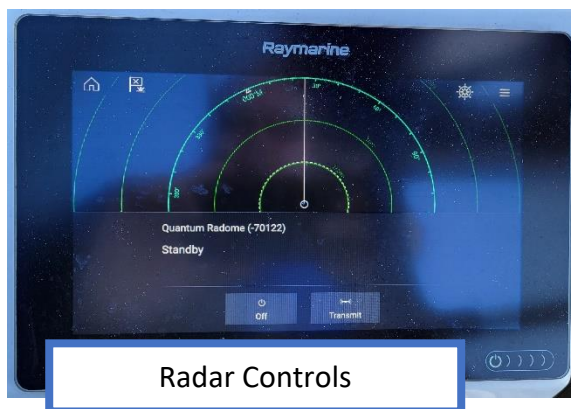 Raymarine
Quantum Radome (-70122)
Standby
Off
Transmit
Radar Controls